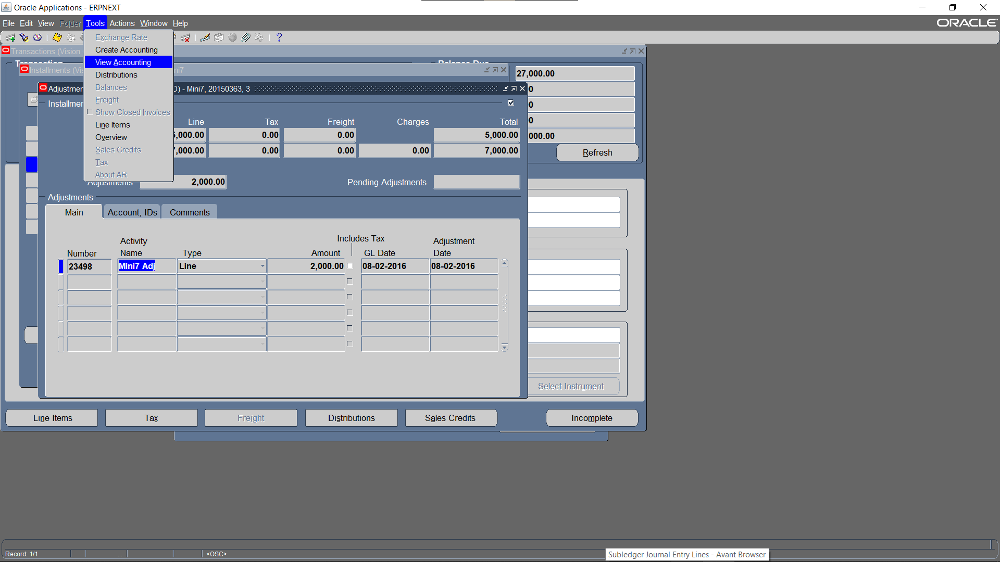 Oracle Applications - ERPNEXT
File Edit View Folder Tools Actions Window Help
ORACLE
Exchange Rate
Create Accounting
View Accounting
Distributions
Balances
Freight
Show Closed Invoices
Line Items
Overview
Sales Credits
Tax
About AR
Transactions (Vision
Transaction
Balance Due
27,000.00
000.00
Refresh
Installments (Vis
ni7
Adjustmen
) - Mini7, 20150363, 3
Installmen
Line Tax Freight Charges Total
5,000.00 0.00 0.00 5,000.00
7,000.00 0.00 0.00 0.00 7,000.00
Adjustments 2,000.00 Pending Adjustments
Adjustments
Main Account, IDs Comments
Includes Tax
Activity Adjustment
Number Name Type Amount GL Date Date
23498 Mini7 Adj Line 2,000.00 08-02-2016 08-02-2016
Select Instrument
Line Items Tax Freight Distributions Sales Credits Incomplete
Record: 1/1 ... <OSC>
Subledger Journal Entry Lines - Avant Browser